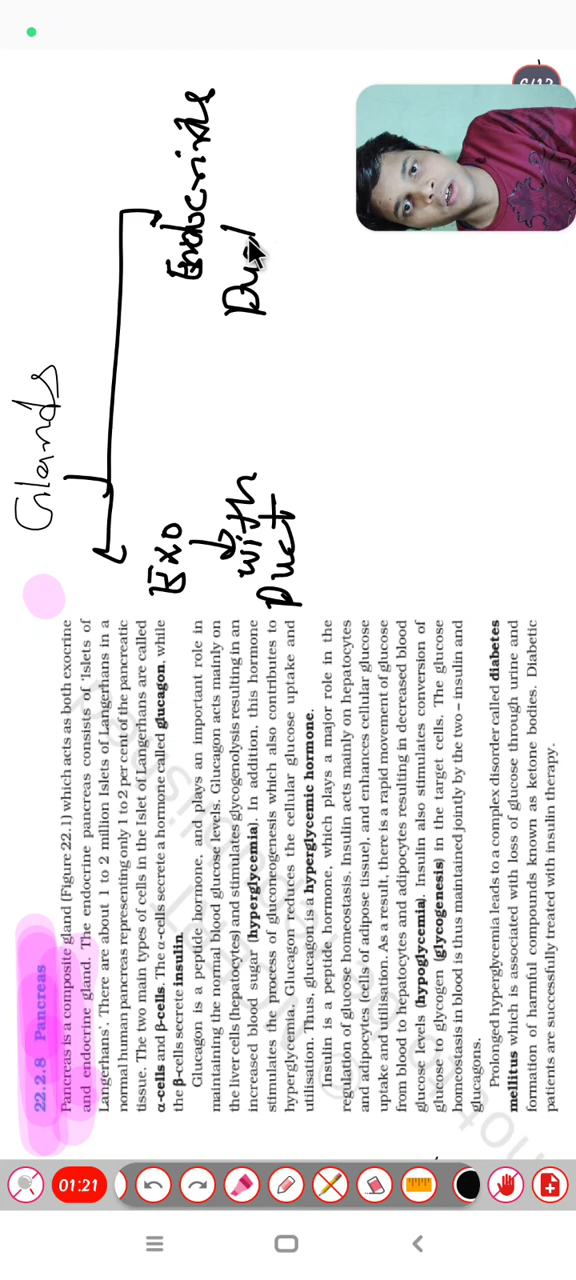 6/13
Glands
Exo
Endocrine
with
Duct
Duct
22.2.8 Pancreas
Pancreas is a composite gland (Figure 22.1) which acts as both exocrine
and endocrine gland. The endocrine pancreas consists of 'Islets of
Langerhans'. There are about 1 to 2 million Islets of Langerhans in a
normal human pancreas representing only 1 to 2 per cent of the pancreatic
tissue. The two main types of cells in the Islet of Langerhans are called
α-cells and β-cells. The α-cells secrete a hormone called glucagon, while
the β-cells secrete insulin.
Glucagon is a peptide hormone, and plays an important role in
maintaining the normal blood glucose levels. Glucagon acts mainly on
the liver cells (hepatocytes) and stimulates glycogenolysis resulting in an
increased blood sugar (hyperglycemia). In addition, this hormone
stimulates the process of gluconeogenesis which also contributes to
hyperglycemia. Glucagon reduces the cellular glucose uptake and
utilisation. Thus, glucagon is a hyperglycemic hormone.
Insulin is a peptide hormone, which plays a major role in the
regulation of glucose homeostasis. Insulin acts mainly on hepatocytes
and adipocytes (cells of adipose tissue), and enhances cellular glucose
uptake and utilisation. As a result, there is a rapid movement of glucose
from blood to hepatocytes and adipocytes resulting in decreased blood
glucose levels (hypoglycemia). Insulin also stimulates conversion of
glucose to glycogen (glycogenesis) in the target cells. The glucose
homeostasis in blood is thus maintained jointly by the two – insulin and
glucagons.
Prolonged hyperglycemia leads to a complex disorder called diabetes
mellitus which is associated with loss of glucose through urine and
formation of harmful compounds known as ketone bodies. Diabetic
patients are successfully treated with insulin therapy.
01:21